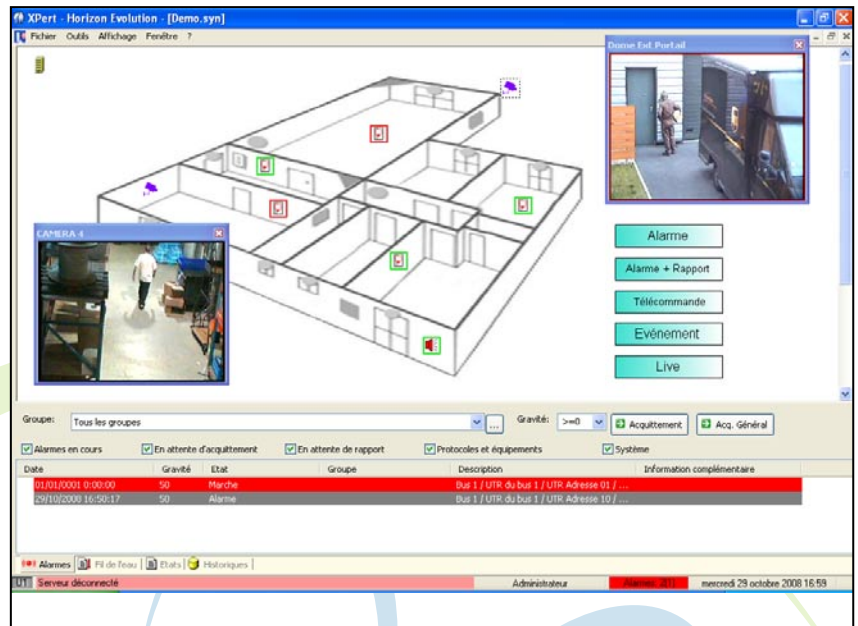 XPert - Horizon Evolution - [Demo.syn]
Fichier Outils Affichage Fenêtre ?
Dome Ext Portail
CAMERA 4
Alarme
Alarme + Rapport
Télécommande
Evénement
Live
Groupe: Tous les groupes ... Gravité: >=0 Acquittement Acq. Général
Alarmes en cours En attente d'acquittement En attente de rapport Protocoles et équipements Système
Date Gravité Etat Groupe Description Information complémentaire
01/01/0001 0:00:00 50 Marche Bus 1 / UTR du bus 1 / UTR Adresse 01 / ...
29/10/2008 16:50:17 50 Alarme Bus 1 / UTR du bus 1 / UTR Adresse 10 / ...
Alarmes Fil de l'eau Etats Historiques
U1 Serveur déconnecté Administrateur Alarmes 2(1) mercredi 29 octobre 2008 16:59